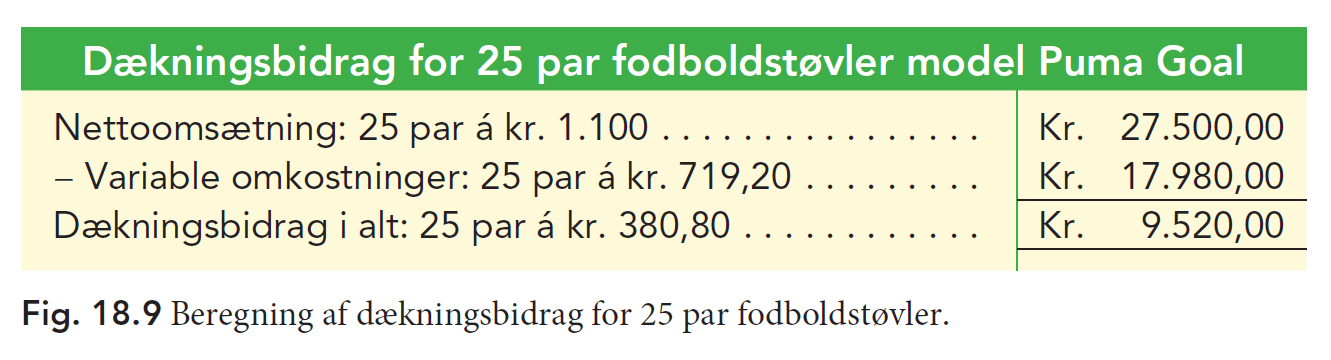 Dækningsbidrag for 25 par fodboldstøvler model Puma Goal
Nettoomsætning: 25 par á kr. 1.100 . . . . . . . . . . . . . . . . Kr. 27.500,00
– Variable omkostninger: 25 par á kr. 719,20 . . . . . . . . . Kr. 17.980,00
Dækningsbidrag i alt: 25 par á kr. 380,80 . . . . . . . . . . . . Kr. 9.520,00
Fig. 18.9 Beregning af dækningsbidrag for 25 par fodboldstøvler.